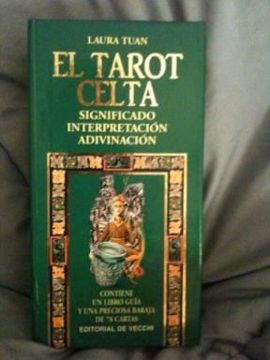 LAURA TUAN
EL TAROT
CELTA
SIGNIFICADO
INTERPRETACIÓN
ADIVINACIÓN
CONTIENE
UN LIBRO GUÍA
Y UNA PRECIOSA BARAJA
DE 78 CARTAS
EDITORIAL DE VECCHI